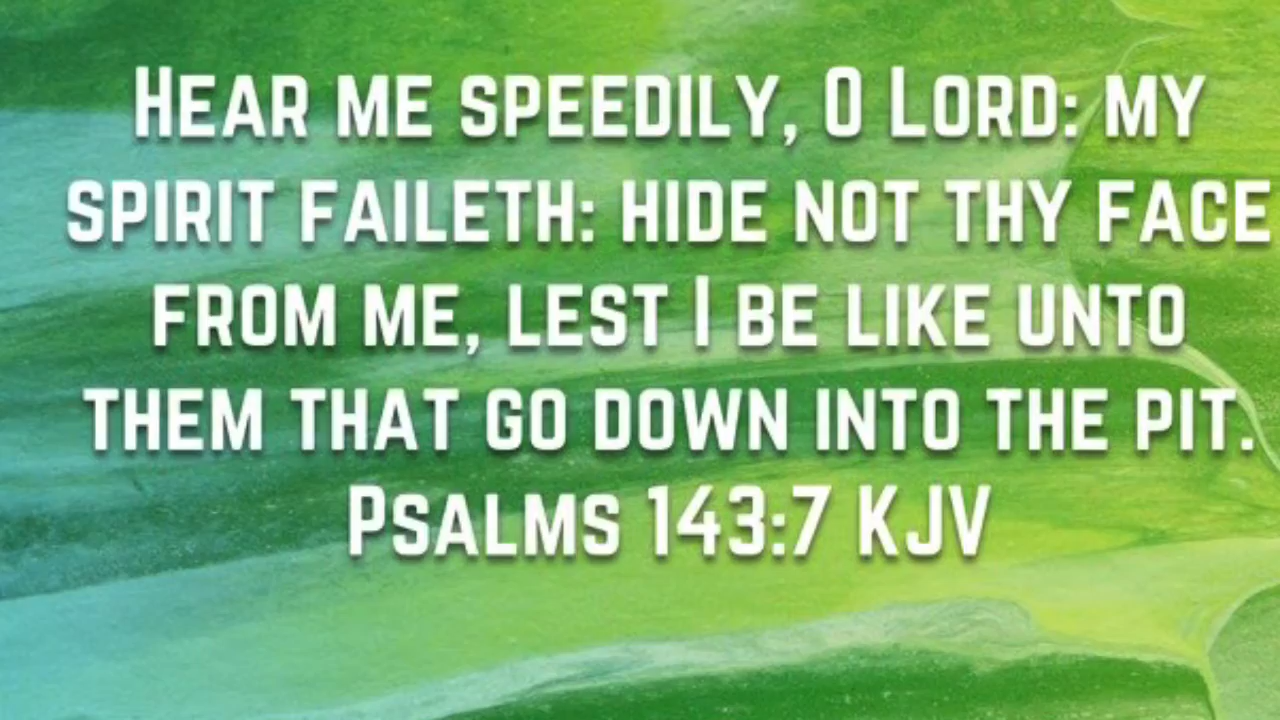 Hear me speedily, O Lord: my
spirit faileth: hide not thy face
from me, lest I be like unto
them that go down into the pit.
Psalms 143:7 KJV